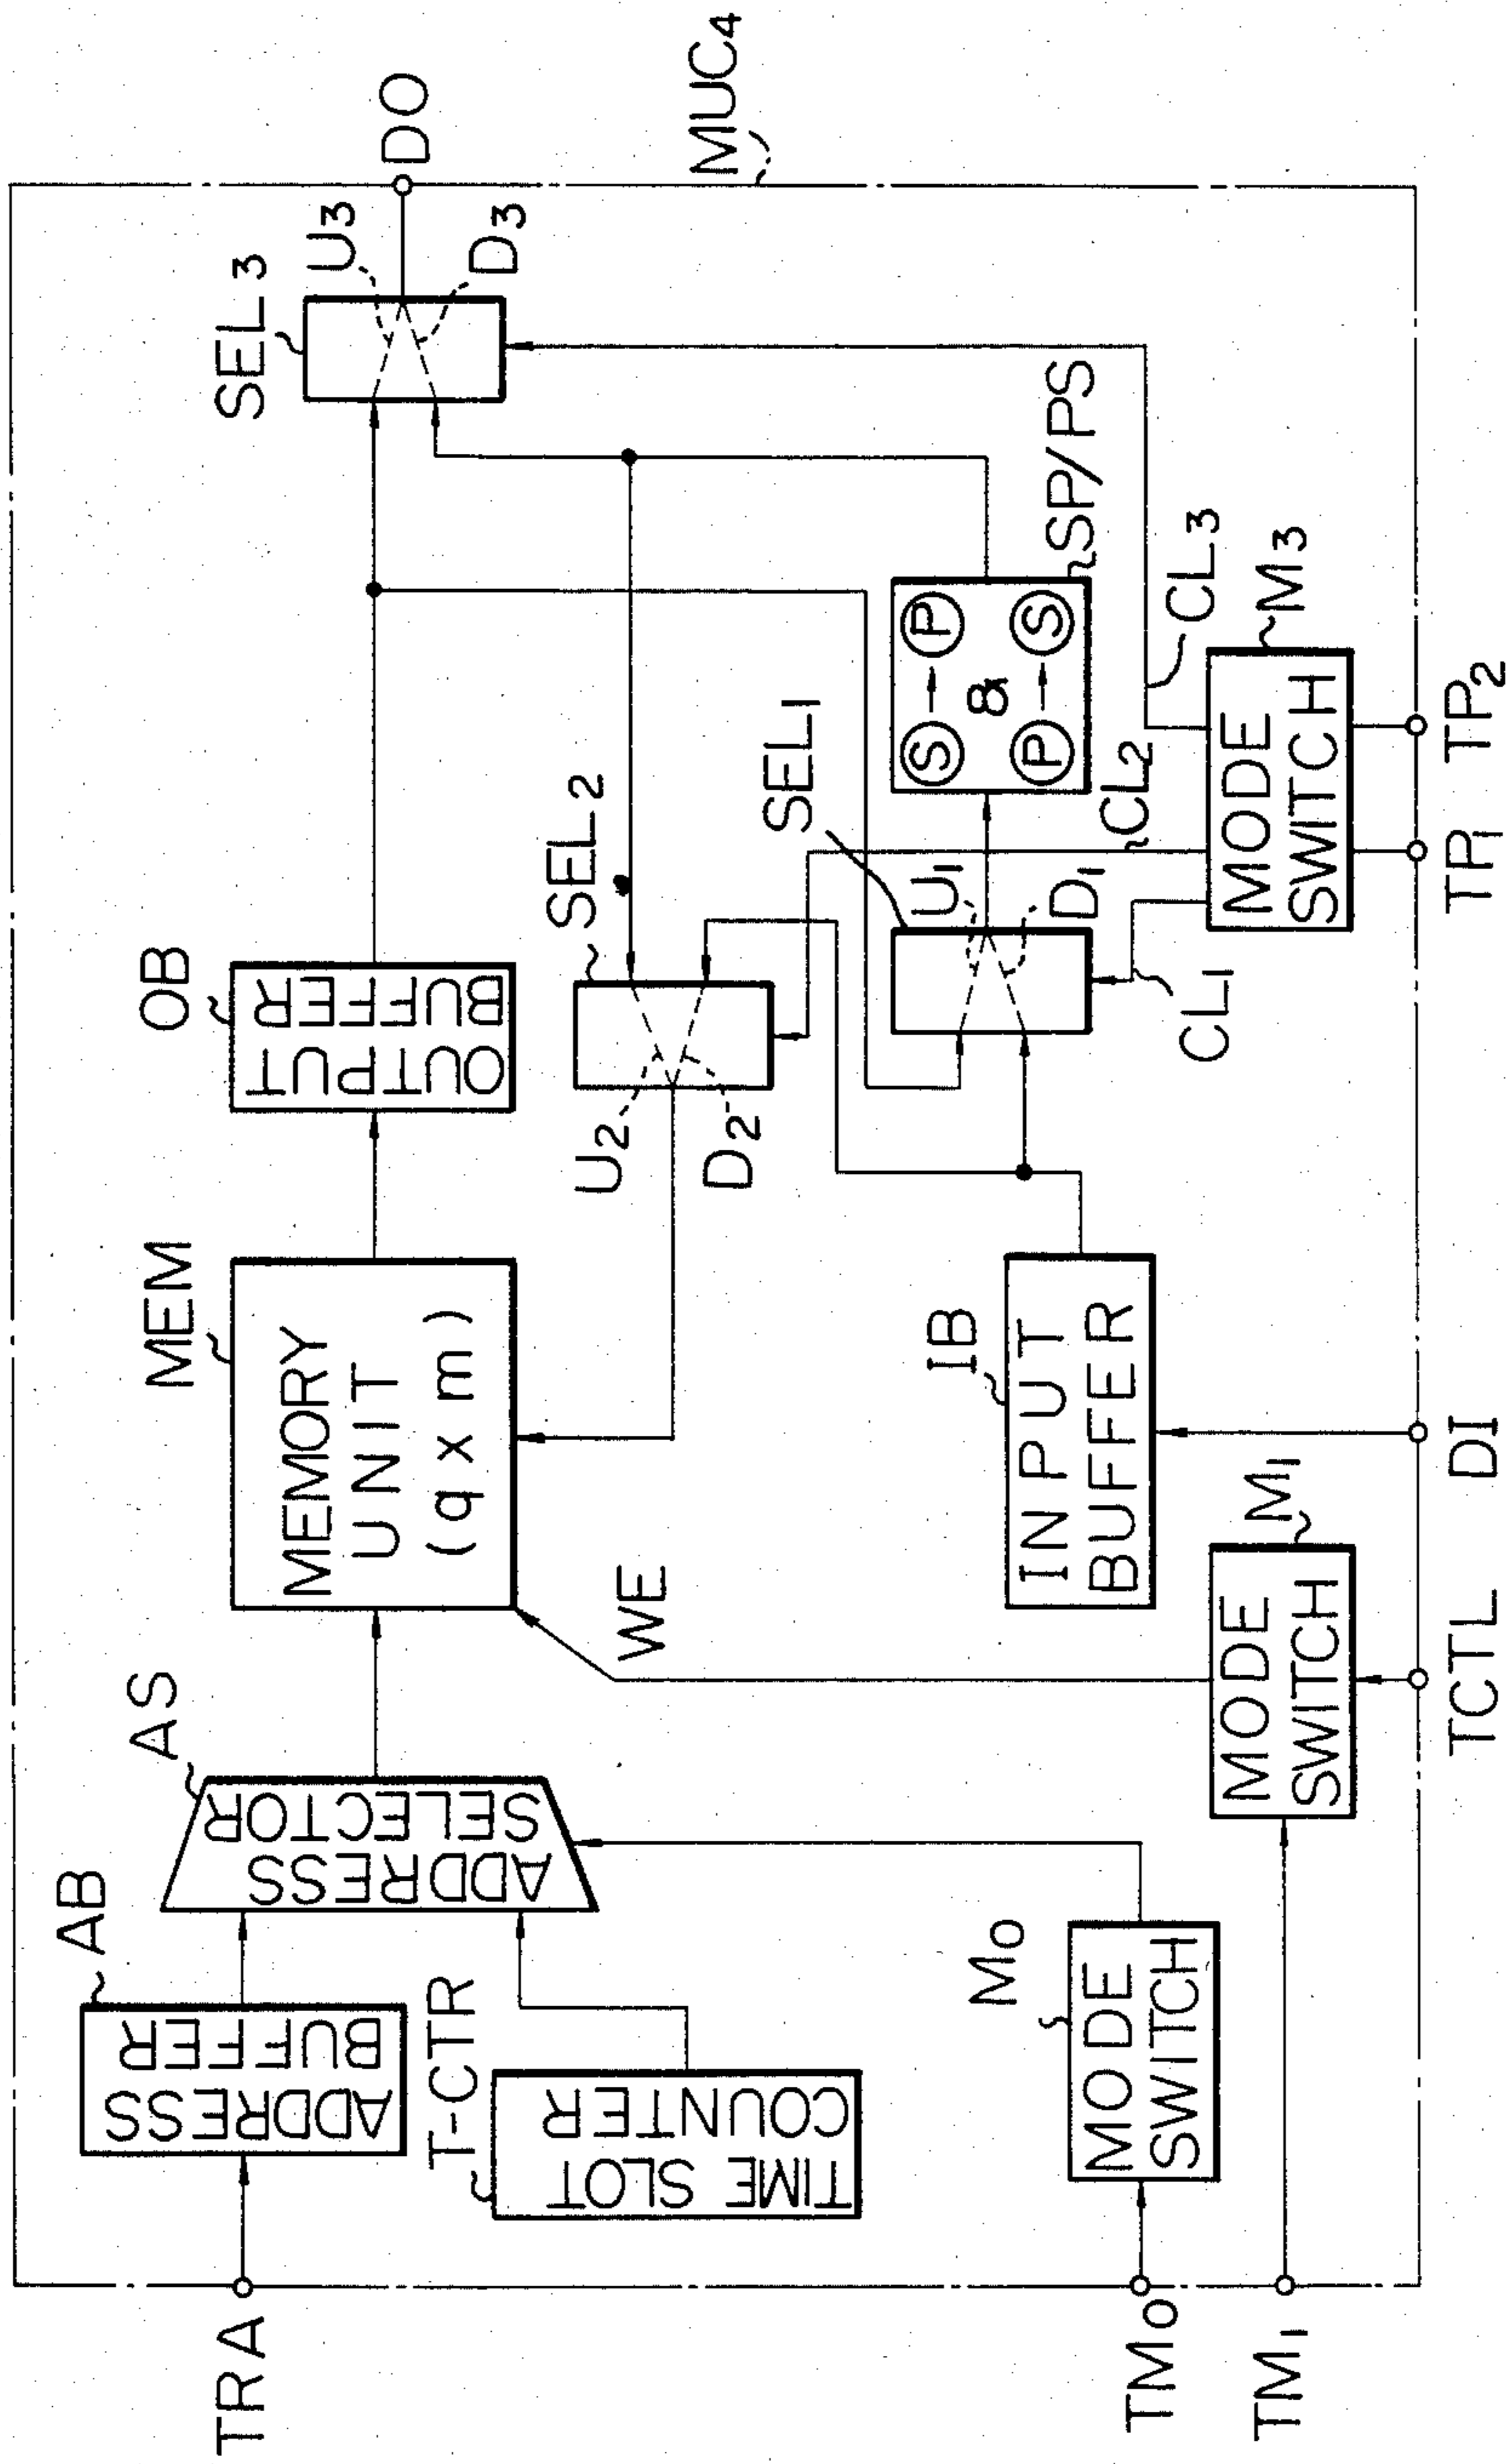 TRA
AB
ADDRESS
BUFFER
T-CTR
TIME SLOT
COUNTER
AS
ADDRESS
SELECTOR
MEM
MEMORY
UNIT
(q x m)
WE
OB
OUTPUT
BUFFER
SEL2
U2
D2
SEL3
U3
D3
DO
MUC4
TM0
M0
MODE
SWITCH
TM1
M1
MODE
SWITCH
TCTL
IB
INPUT
BUFFER
DI
SEL1
U1
D1
CL1
CL2
CL3
S → P
&
P → S
SP/PS
M3
MODE
SWITCH
TP1
TP2